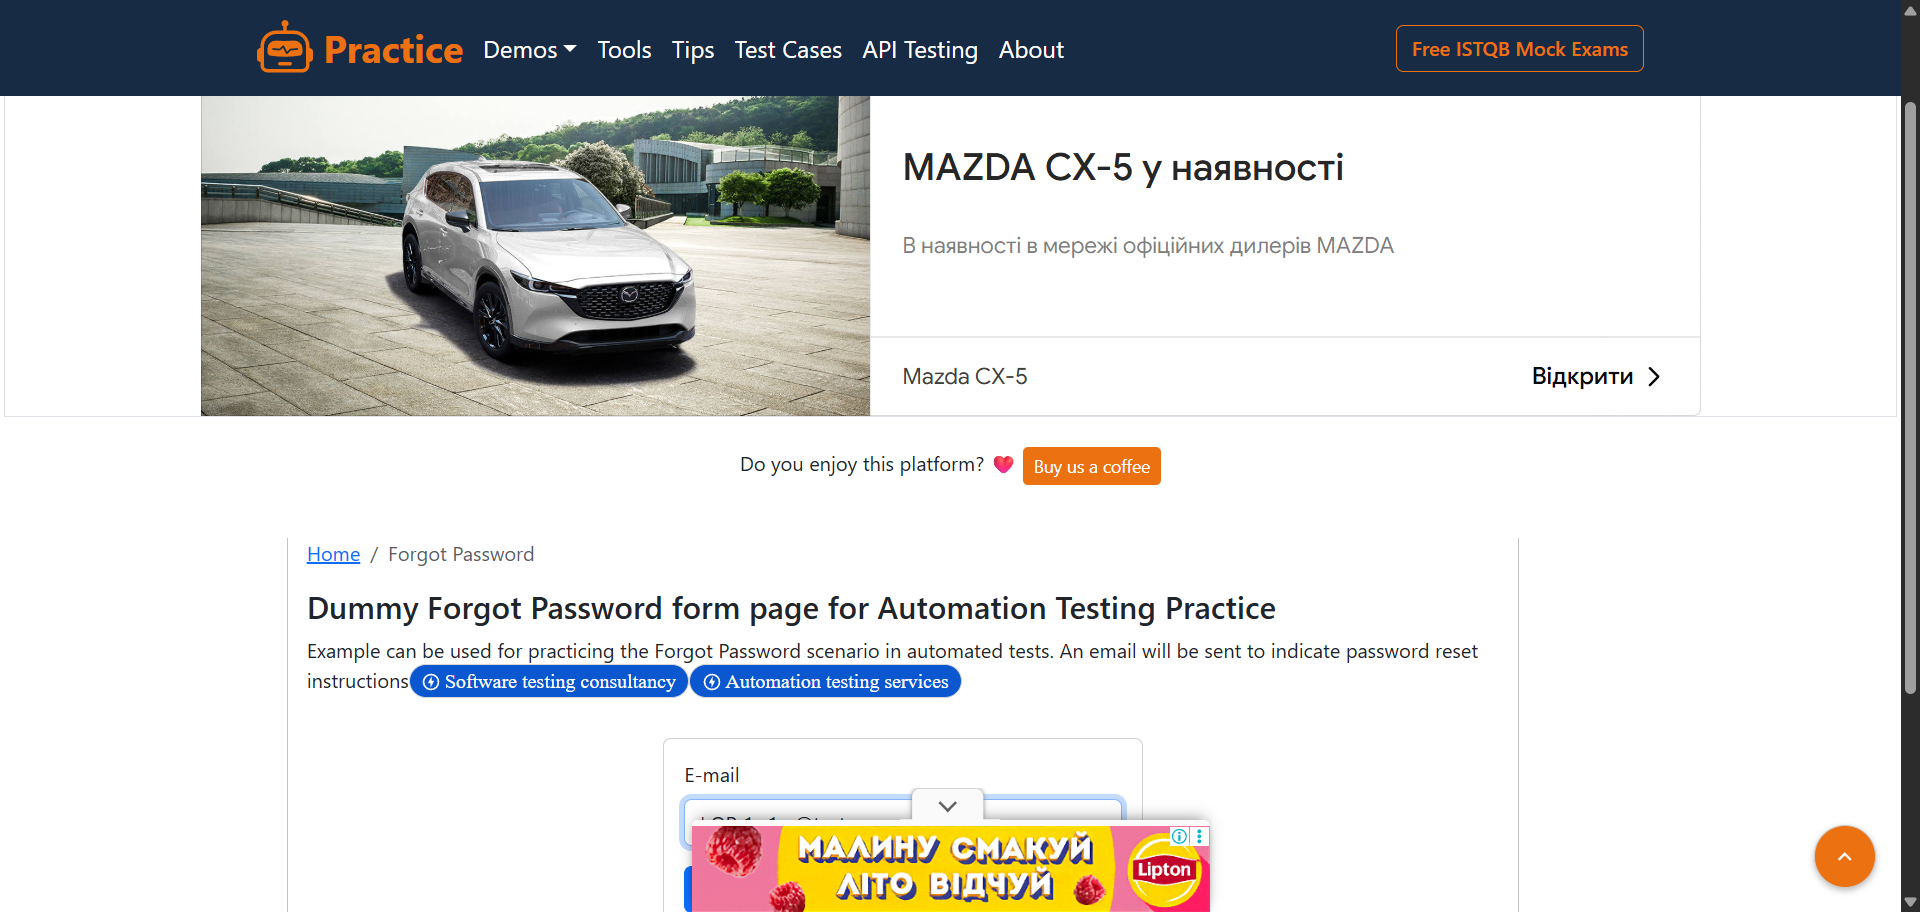 Practice
Demos Tools Tips Test Cases API Testing About
Free ISTQB Mock Exams
MAZDA CX-5 у наявності
В наявності в мережі офіційних дилерів MAZDA
Mazda CX-5
Відкрити
Do you enjoy this platform?
Buy us a coffee
Home / Forgot Password
Dummy Forgot Password form page for Automation Testing Practice
Example can be used for practicing the Forgot Password scenario in automated tests. An email will be sent to indicate password reset
instructions Software testing consultancy Automation testing services
E-mail
МАЛИНУ СМАКУЙ
ЛІТО ВІДЧУЙ
Lipton